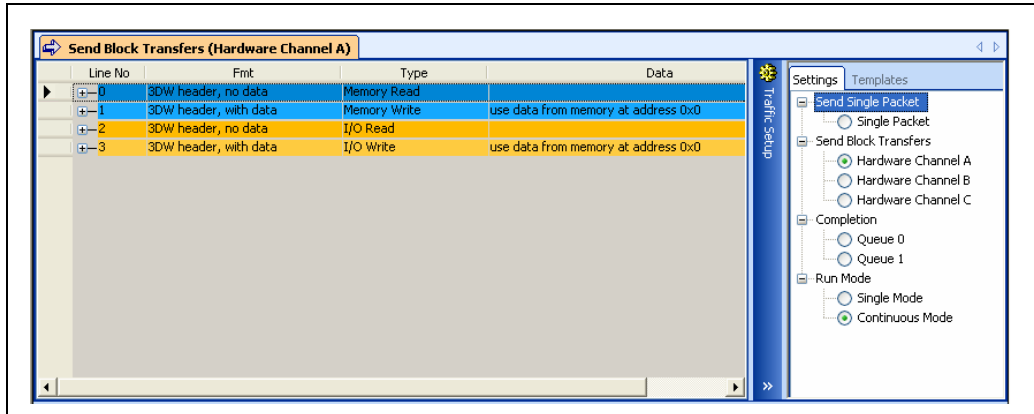 Send Block Transfers (Hardware Channel A)
Line No Fmt Type Data
0 3DW header, no data Memory Read
1 3DW header, with data Memory Write use data from memory at address 0x0
2 3DW header, no data I/O Read
3 3DW header, with data I/O Write use data from memory at address 0x0
Traffic Setup
»
Settings Templates
Send Single Packet
Single Packet
Send Block Transfers
Hardware Channel A
Hardware Channel B
Hardware Channel C
Completion
Queue 0
Queue 1
Run Mode
Single Mode
Continuous Mode